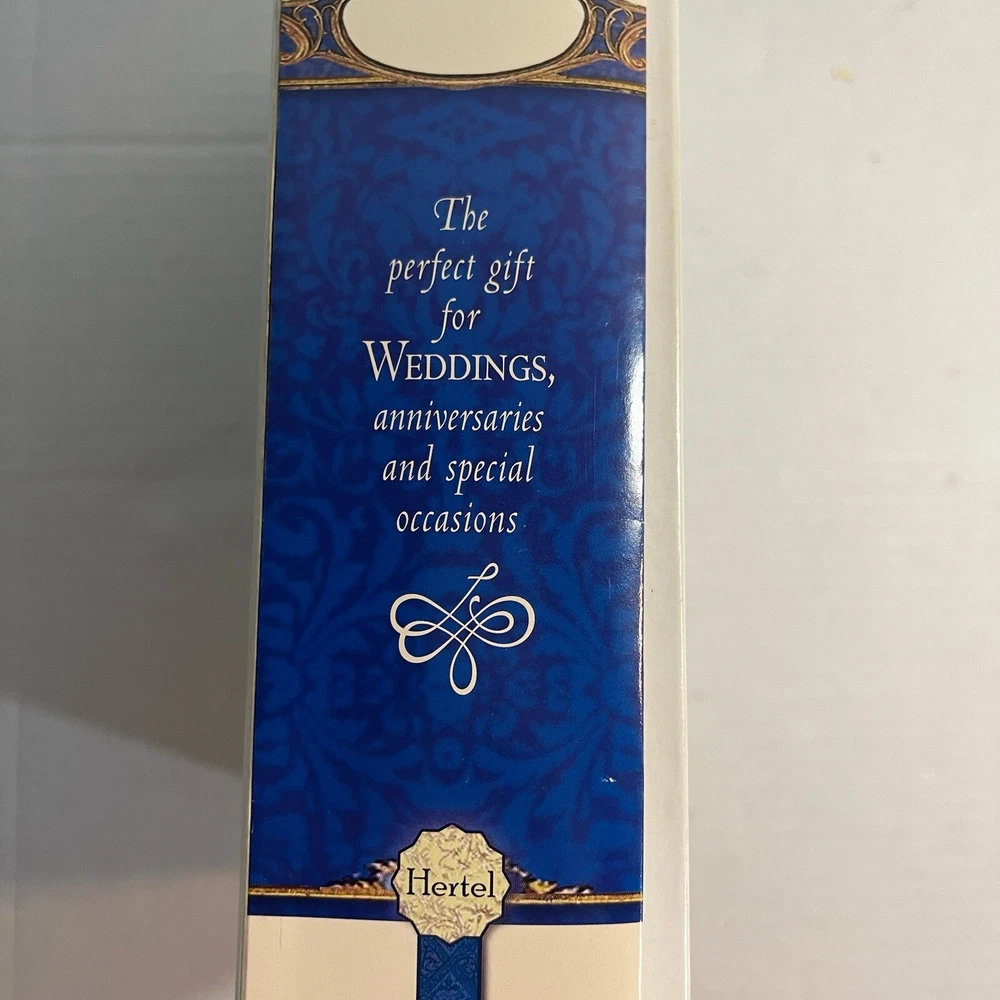 The
perfect gift
for
WEDDINGS,
anniversaries
and special
occasions
Hertel